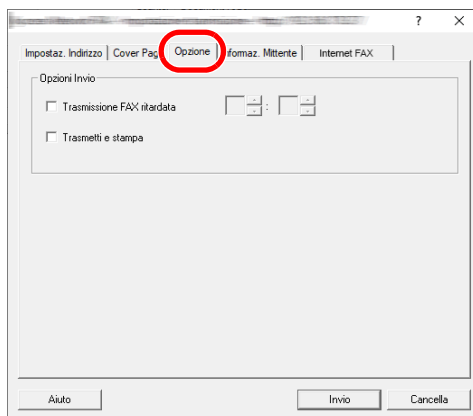 ?
Impostaz. Indirizzo Cover Pag Opzione nformaz. Mittente Internet FAX
Opzioni Invio
Trasmissione FAX ritardata :
Trasmetti e stampa
Aiuto Invio Cancella